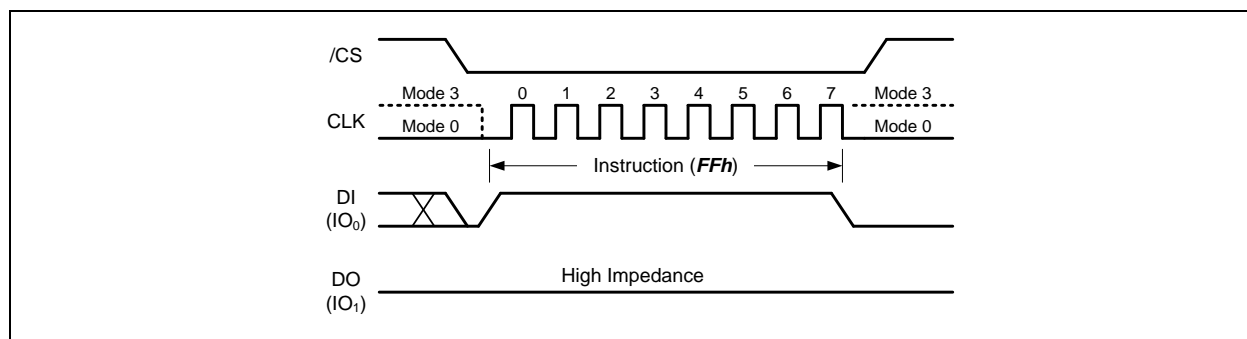 /CS
Mode 3 0 1 2 3 4 5 6 7 Mode 3
CLK
Mode 0 Mode 0
Instruction (FFh)
DI
(IO₀)
High Impedance
DO
(IO₁)